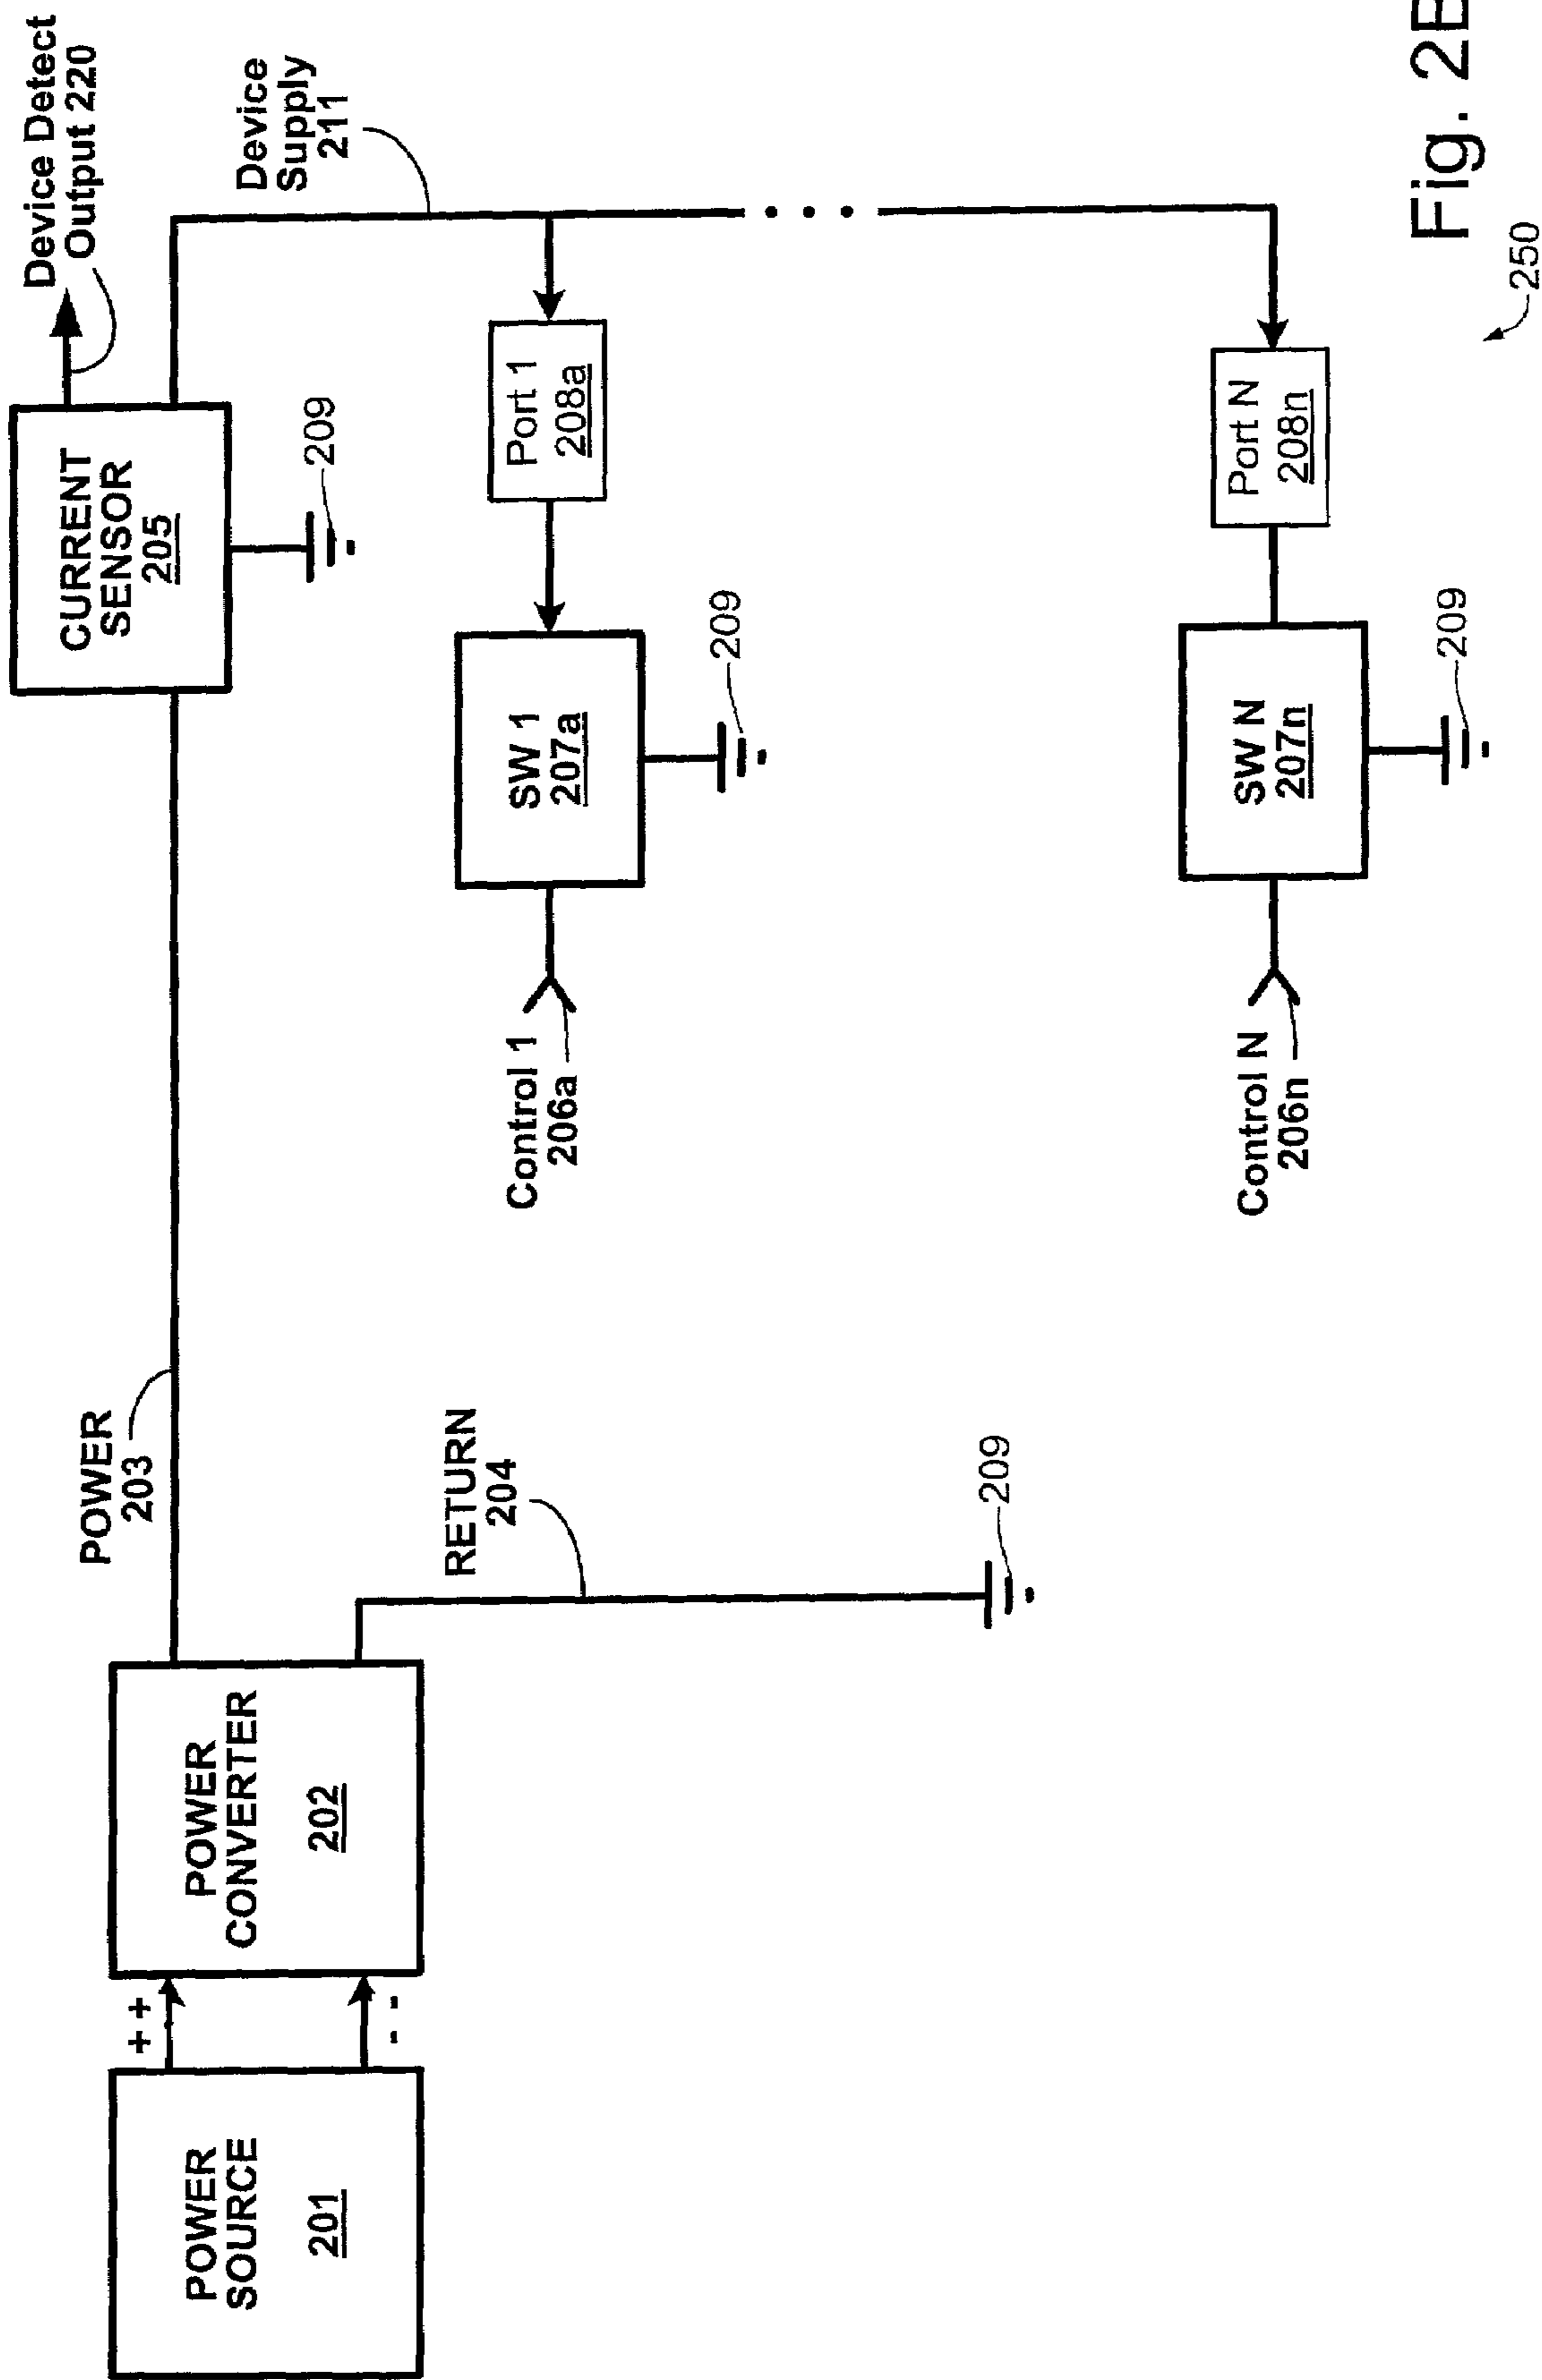 Device Detect
Output 220
POWER
203
CURRENT
SENSOR
205
Device
Supply
211
+ +
- -
POWER
SOURCE
201
POWER
CONVERTER
202
209
RETURN
204
Control 1
206a
SW 1
207a
Port 1
208a
209
209
Control N
206n
SW N
207n
Port N
208n
209
Fig. 2B
250